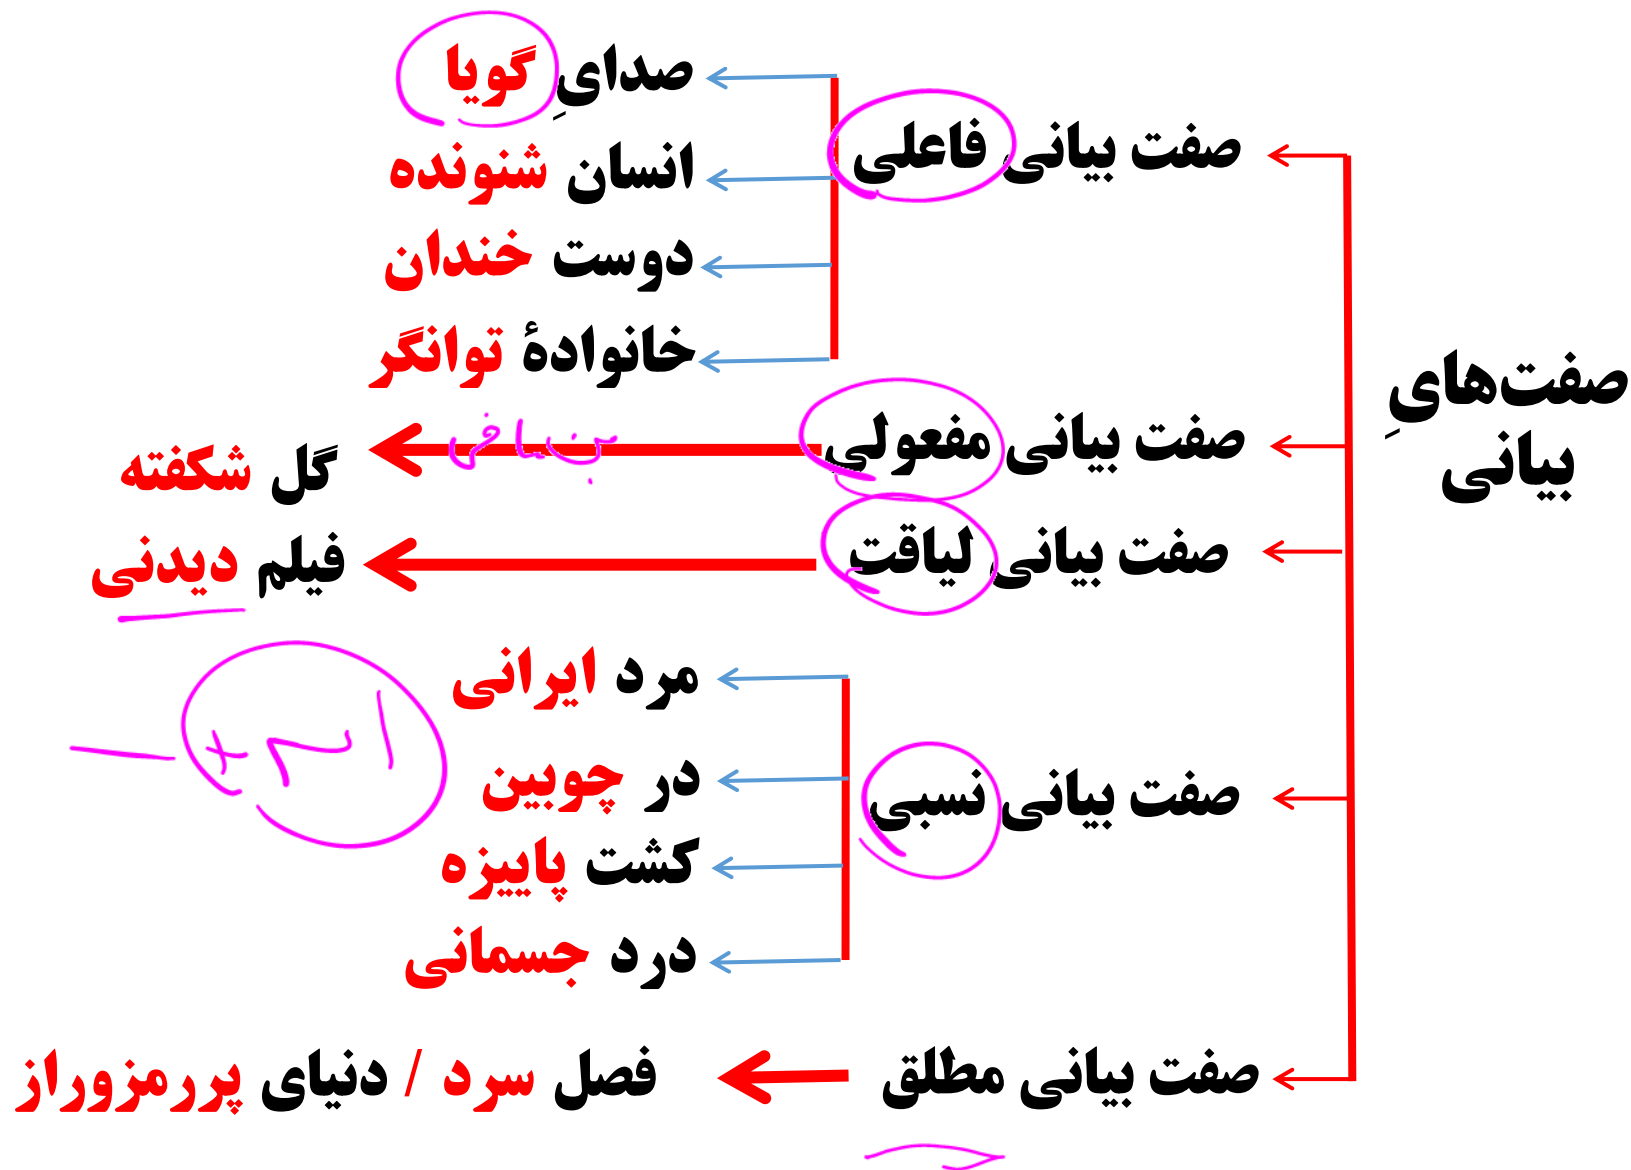 صفت‌هایِ
بیانی
صفت بیانی فاعلی
صدایِ گویا
انسان شنونده
دوست خندان
خانوادهٔ توانگر
صفت بیانی مفعولی
گل شکفته
صفت بیانی لیاقت
فیلم دیدنی
صفت بیانی نسبی
مرد ایرانی
در چوبین
کشت پاییزه
درد جسمانی
صفت بیانی مطلق
فصل سرد / دنیای پررمزوراز